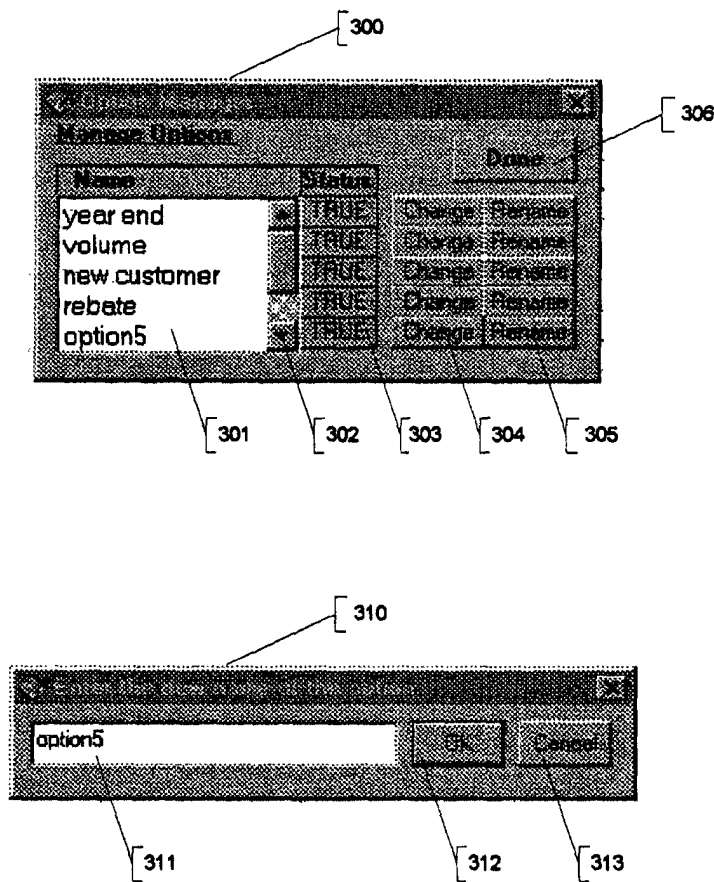 300
306
Manage Options
Done
Name Status
year end TRUE Change Rename
volume TRUE Change Rename
new customer TRUE Change Rename
rebate TRUE Change Rename
option5 TRUE Change Rename
301 302 303 304 305
310
option5 Ok Cancel
311 312 313